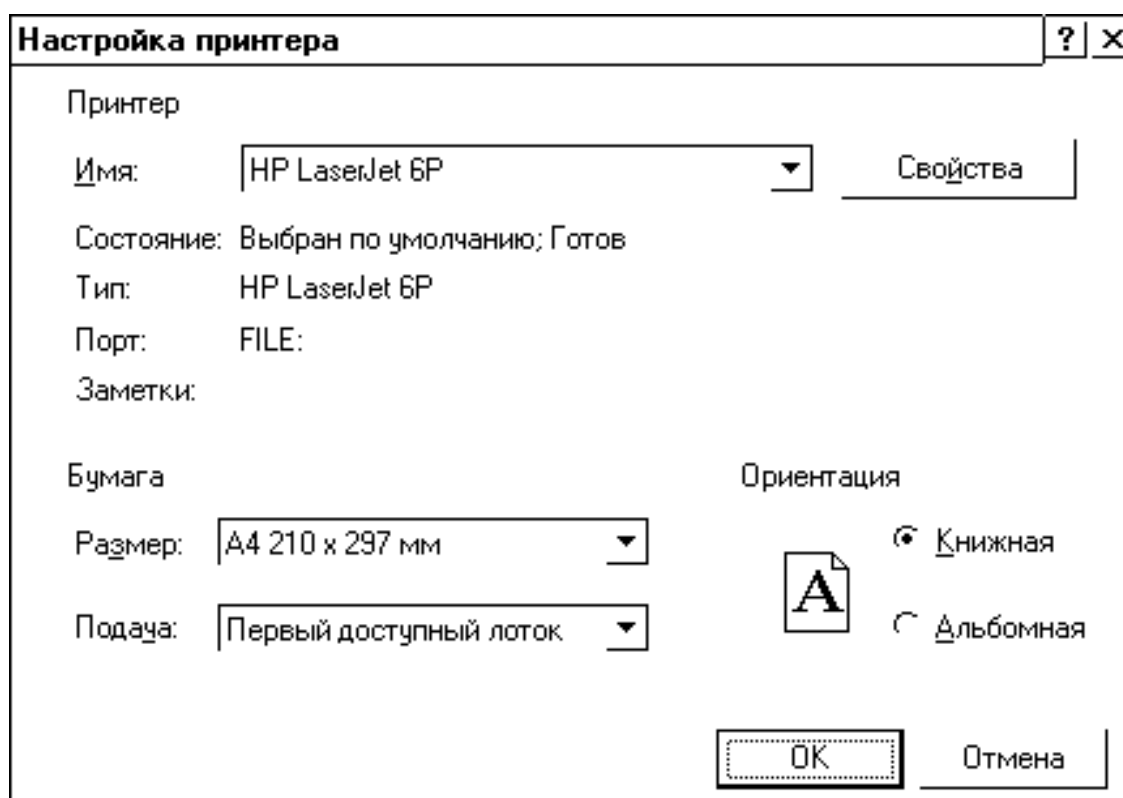 Настройка принтера ? ×
Принтер
Имя: HP LaserJet 6P Свойства
Состояние: Выбран по умолчанию; Готов
Тип: HP LaserJet 6P
Порт: FILE:
Заметки:
Бумага Ориентация
Размер: A4 210 x 297 мм Книжная
A
Подача: Первый доступный лоток Альбомная
OK Отмена